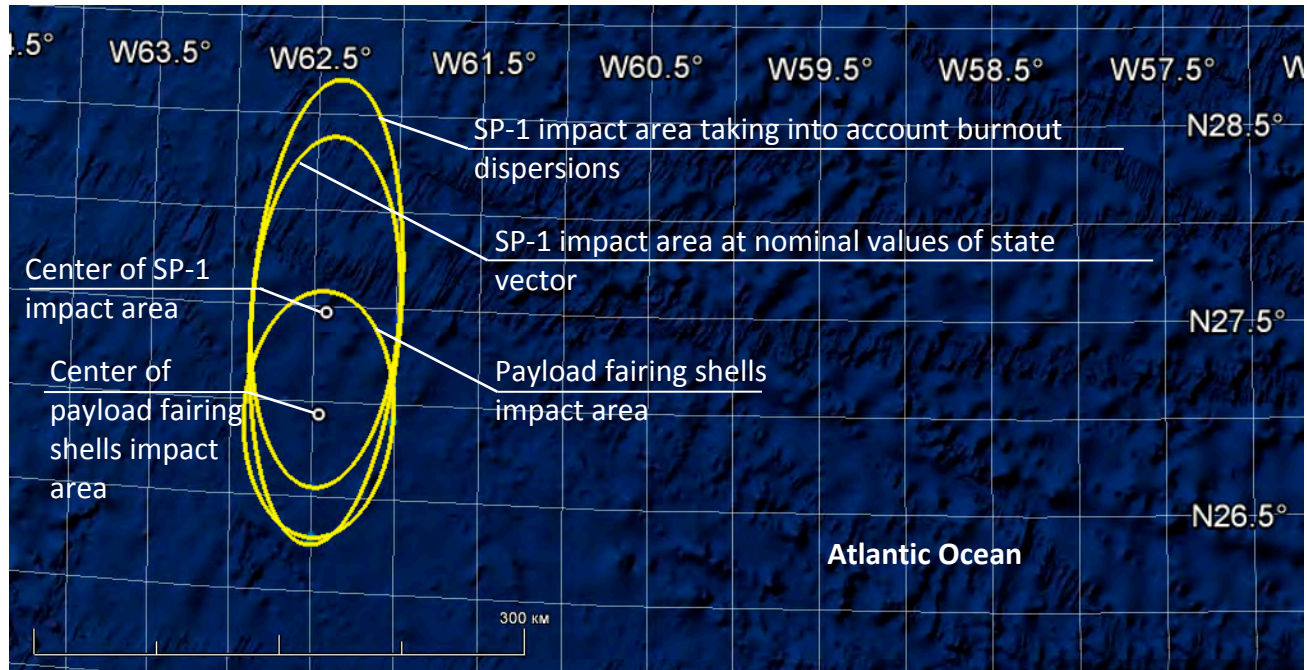 .5°
W63.5°
W62.5°
W61.5°
W60.5°
W59.5°
W58.5°
W57.5°
W
SP-1 impact area taking into account burnout
dispersions
N28.5°
SP-1 impact area at nominal values of state
vector
Center of SP-1
impact area
N27.5°
Center of
payload fairing
shells impact
area
Payload fairing shells
impact area
N26.5°
Atlantic Ocean
300 км